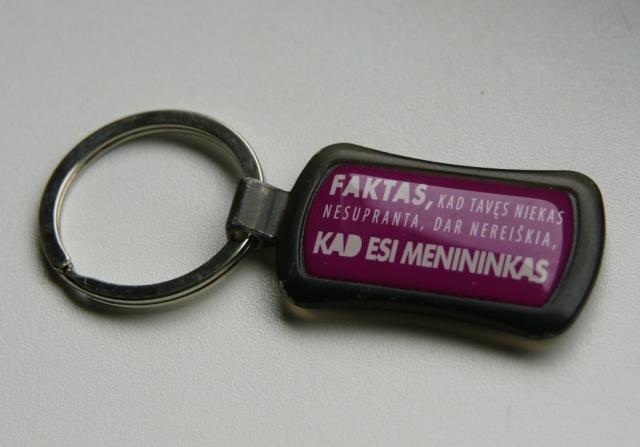 FAKTAS, KAD TAVĘS NIEKAS
NESUPRANTA, DAR NEREIŠKIA,
KAD ESI MENININKAS